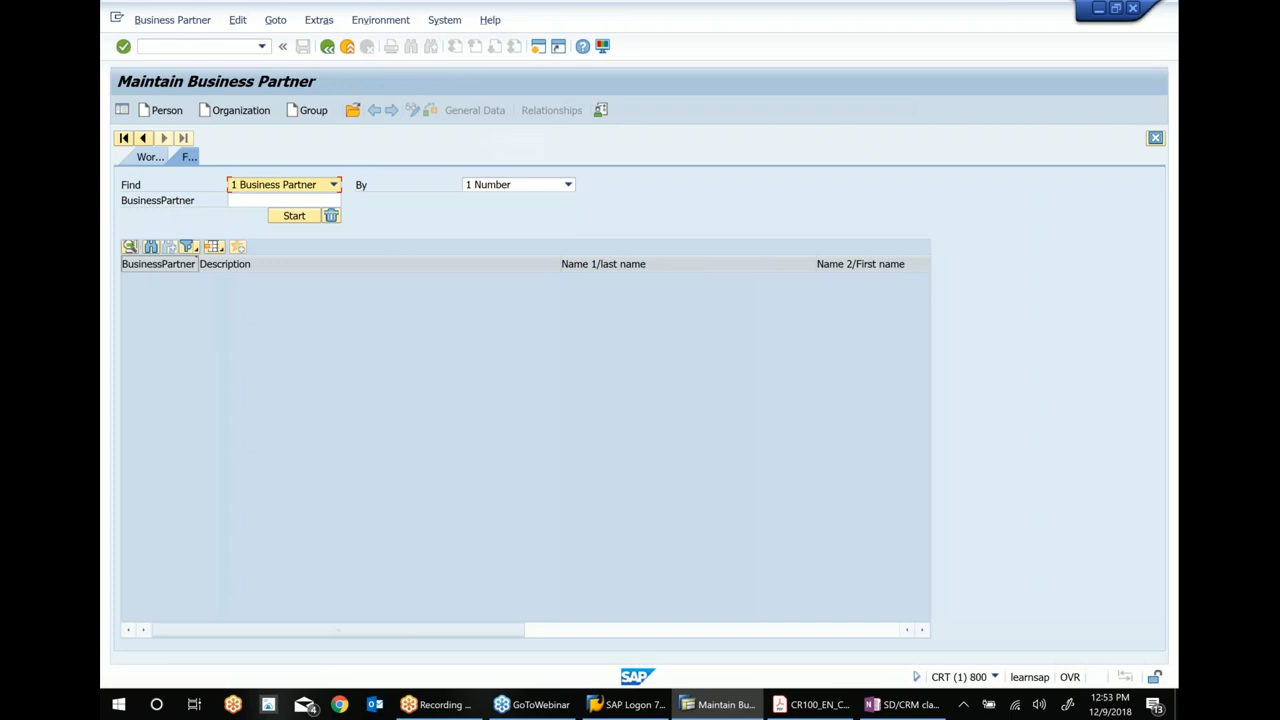 Business Partner Edit Goto Extras Environment System Help
Maintain Business Partner
Person Organization Group General Data Relationships
Wor... F...
Find 1 Business Partner By 1 Number
BusinessPartner
Start
BusinessPartner Description Name 1/last name Name 2/First name
SAP CRT (1) 800 learnsap OVR
4 Recording ... GoToWebinar SAP Logon 7... Maintain Bu... CR100_EN_C... SD/CRM cla... 12:53 PM
12/9/2018 13